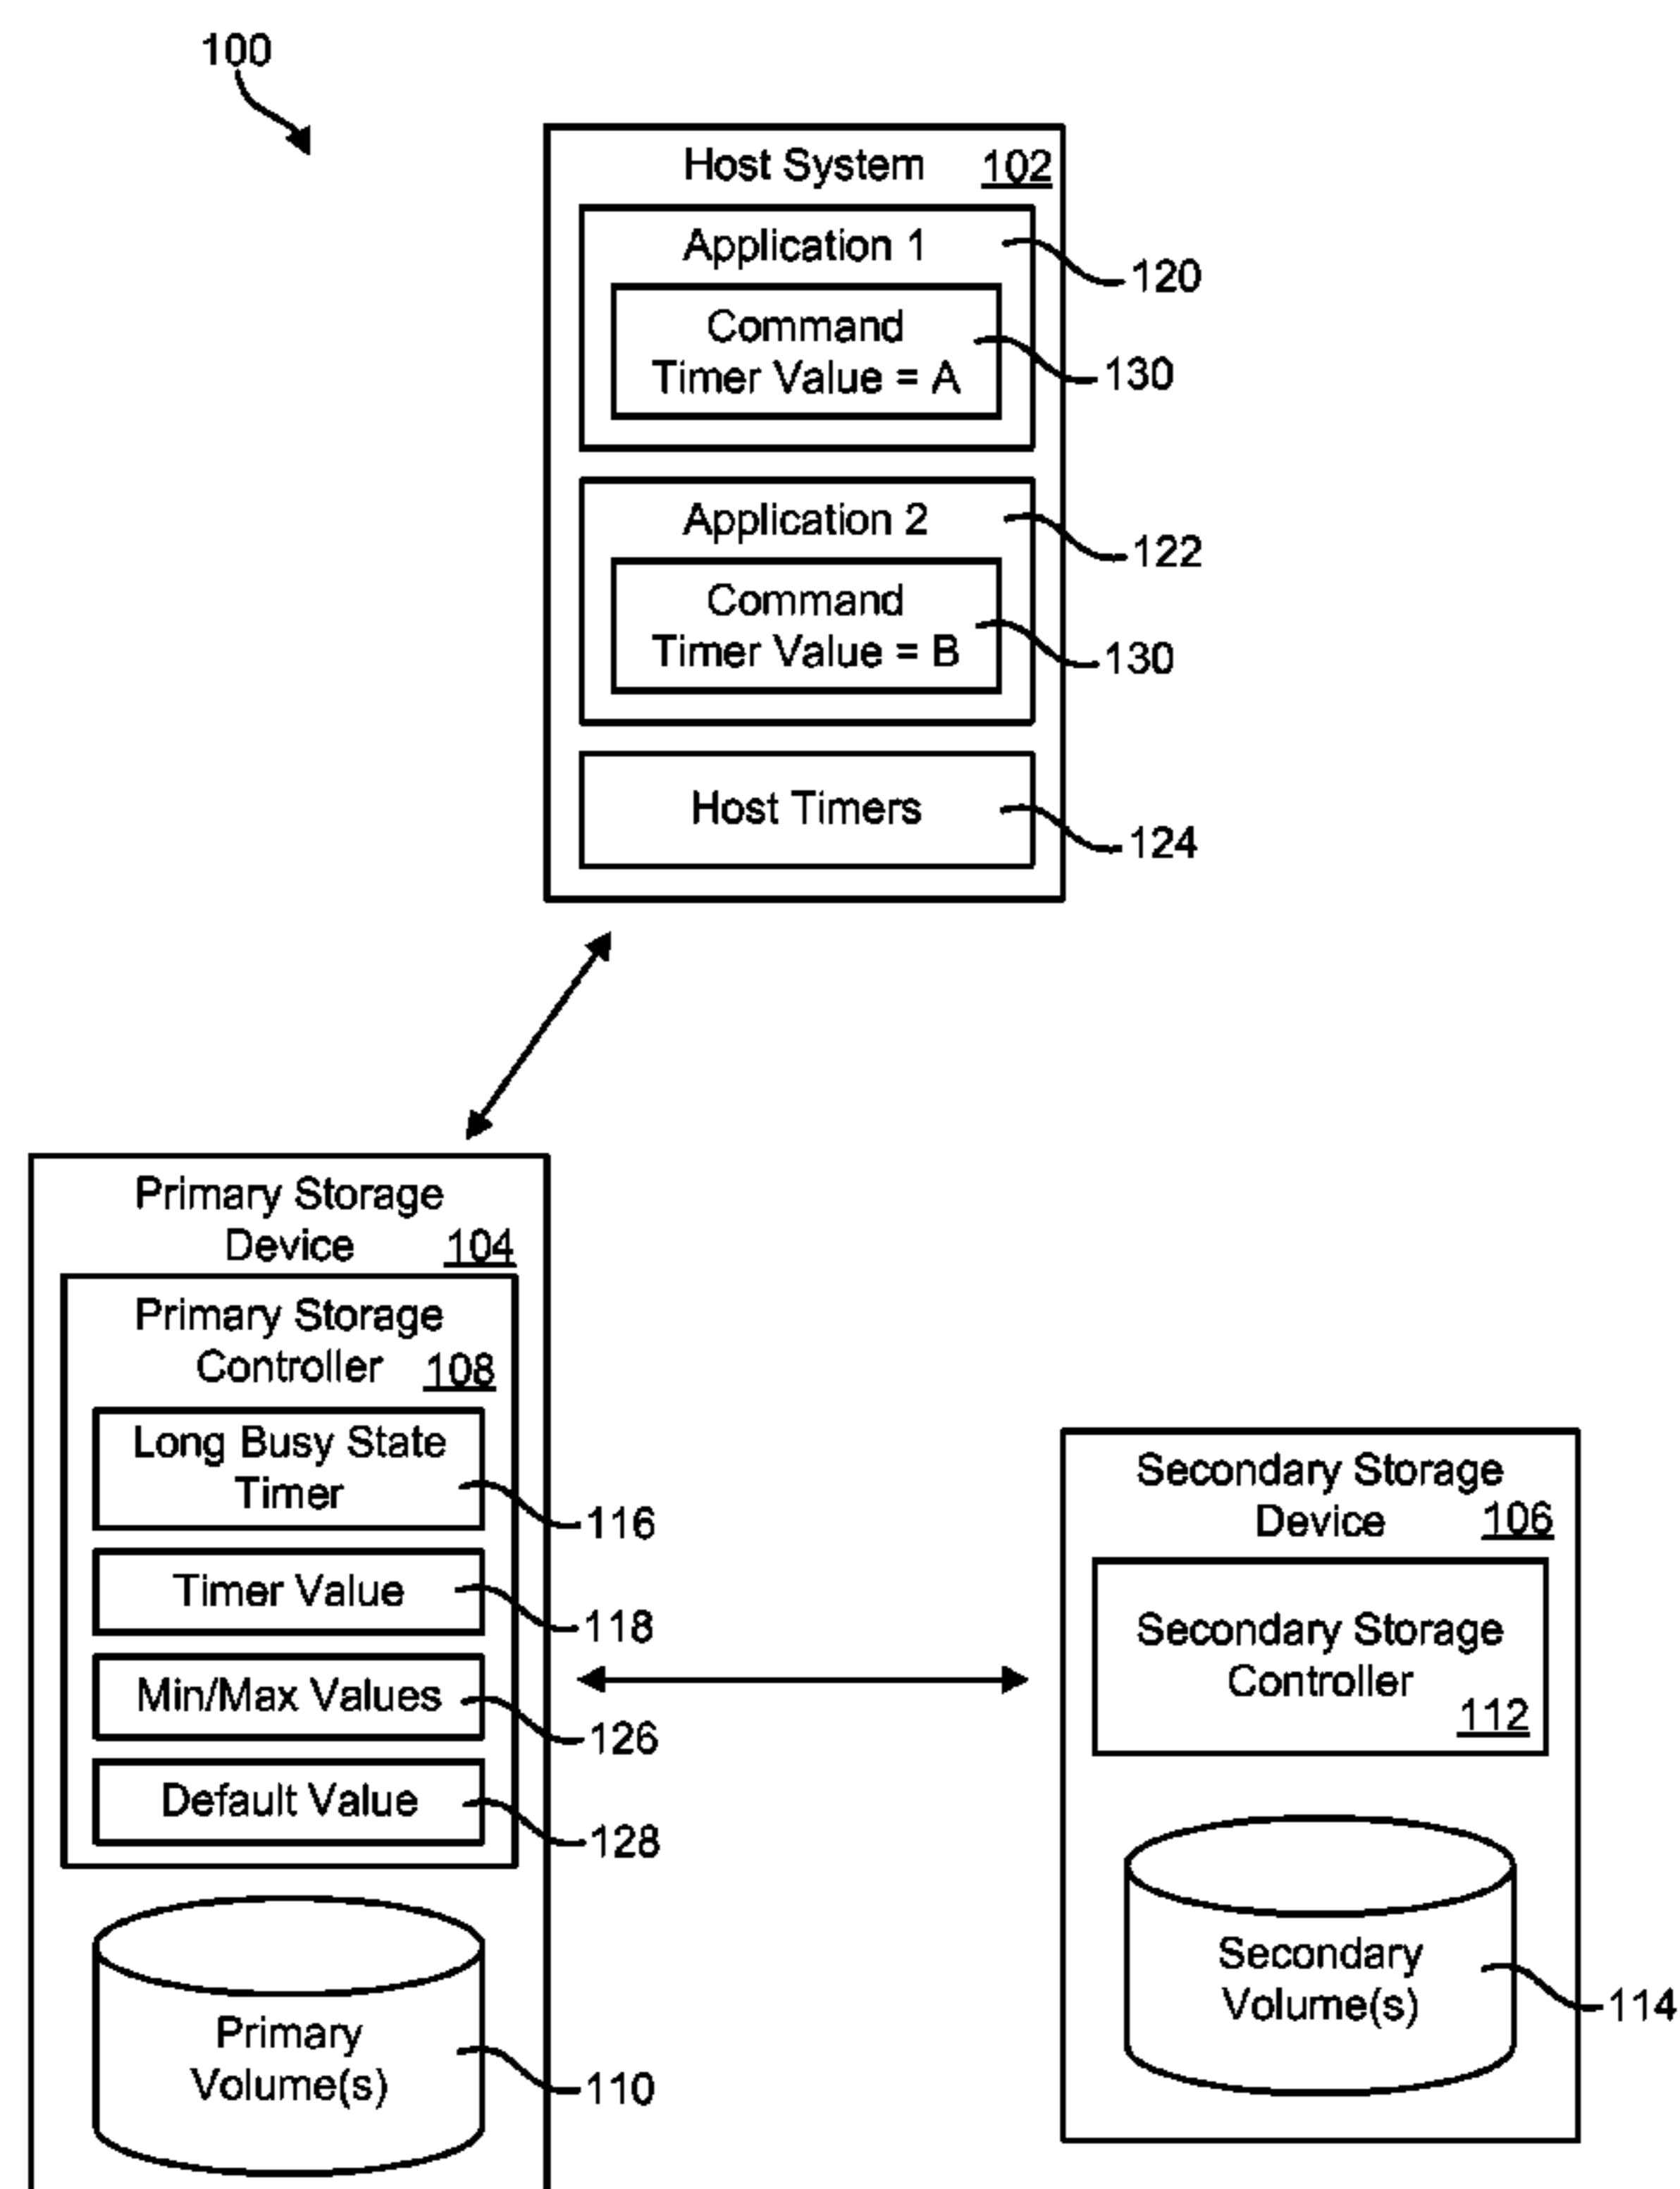 100
Host System 102
Application 1
120
Command
Timer Value = A
130
Application 2
122
Command
Timer Value = B
130
Host Timers
124
Primary Storage
Device 104
Primary Storage
Controller 108
Long Busy State
Timer
116
Timer Value
118
Min/Max Values
126
Default Value
128
Primary
Volume(s)
110
Secondary Storage
Device 106
Secondary Storage
Controller
112
Secondary
Volume(s)
114